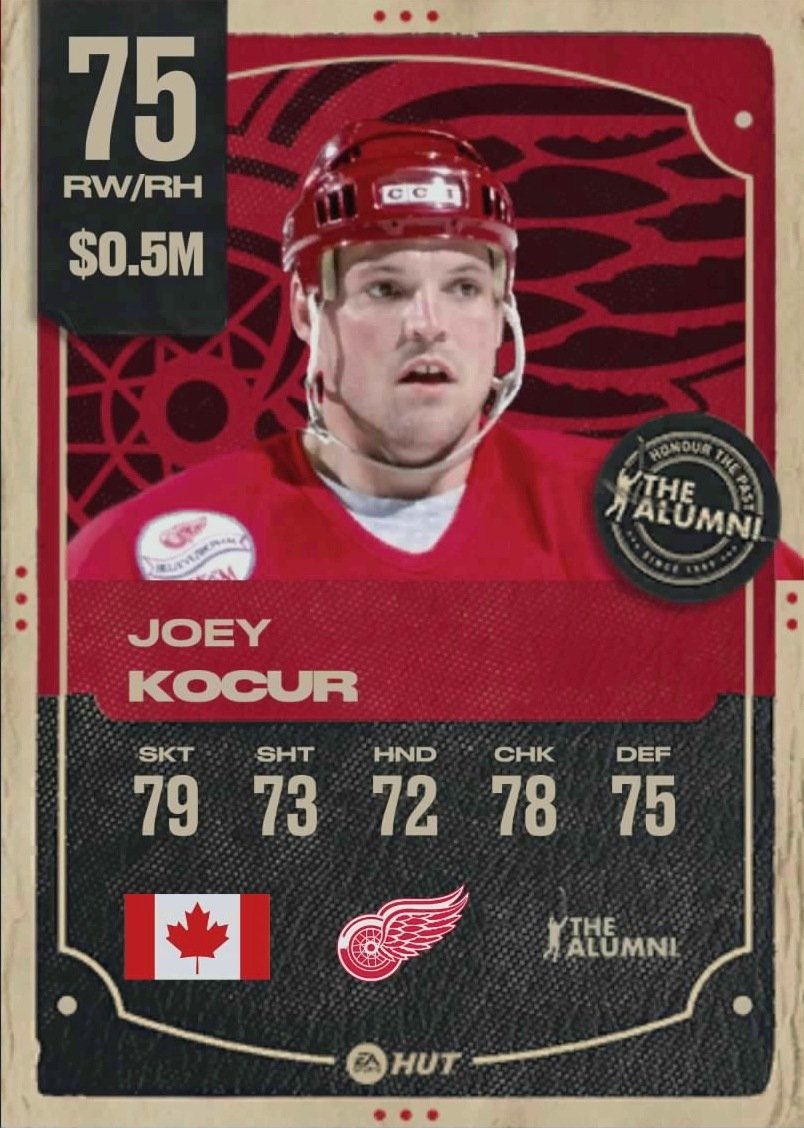 75
RW/RH
$0.5M
CCM
HONOUR THE PAST
THE
ALUMNI
JOEY
KOCUR
SKT SHT HND CHK DEF
79 73 72 78 75
THE
ALUMNI
EA
HUT